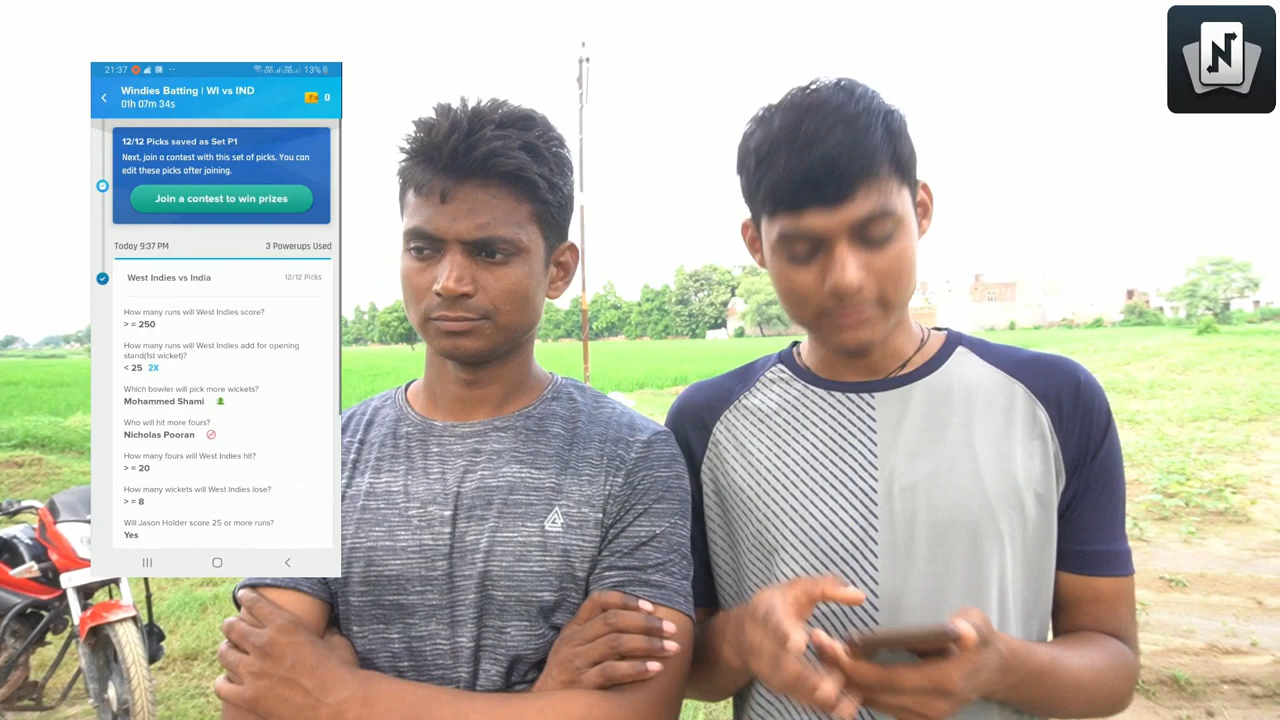 21:37
13%
Windies Batting | WI vs IND
01h 07m 34s
0
12/12 Picks saved as Set P1
Next, join a contest with this set of picks. You can
edit these picks after joining.
Join a contest to win prizes
Today 9:37 PM
3 Powerups Used
West Indies vs India
12/12 Picks
How many runs will West Indies score?
> = 250
How many runs will West Indies add for opening
stand(1st wicket)?
< 25 2X
Which bowler will pick more wickets?
Mohammed Shami
Who will hit more fours?
Nicholas Pooran
How many fours will West Indies hit?
> = 20
How many wickets will West Indies lose?
> = 8
Will Jason Holder score 25 or more runs?
Yes
N